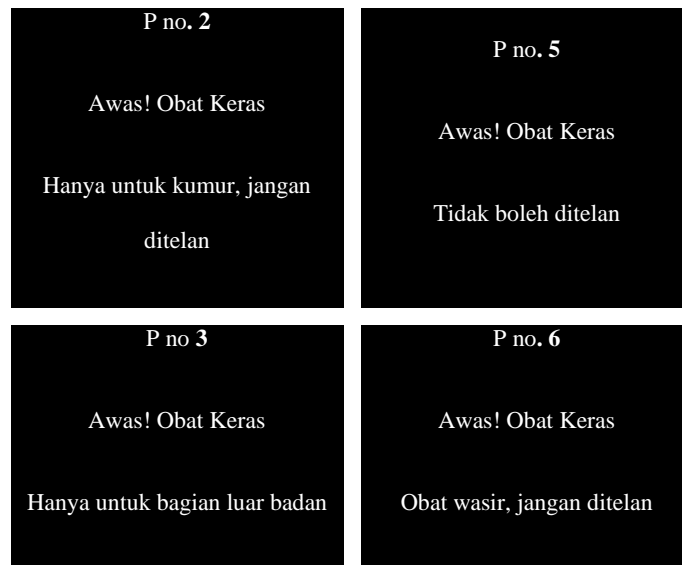 P no. 2
Awas! Obat Keras
Hanya untuk kumur, jangan
ditelan
P no. 5
Awas! Obat Keras
Tidak boleh ditelan
P no 3
Awas! Obat Keras
Hanya untuk bagian luar badan
P no. 6
Awas! Obat Keras
Obat wasir, jangan ditelan